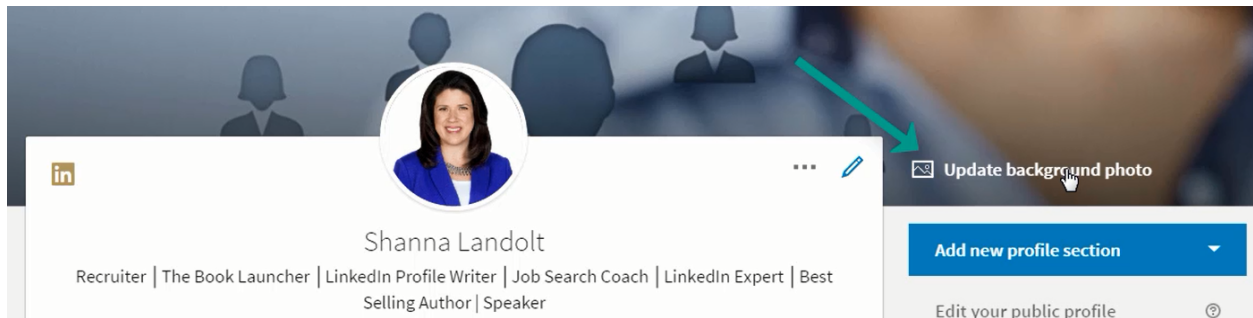 in
Update background photo
Shanna Landolt
Add new profile section
Recruiter | The Book Launcher | LinkedIn Profile Writer | Job Search Coach | LinkedIn Expert | Best
Selling Author | Speaker
Edit your public profile